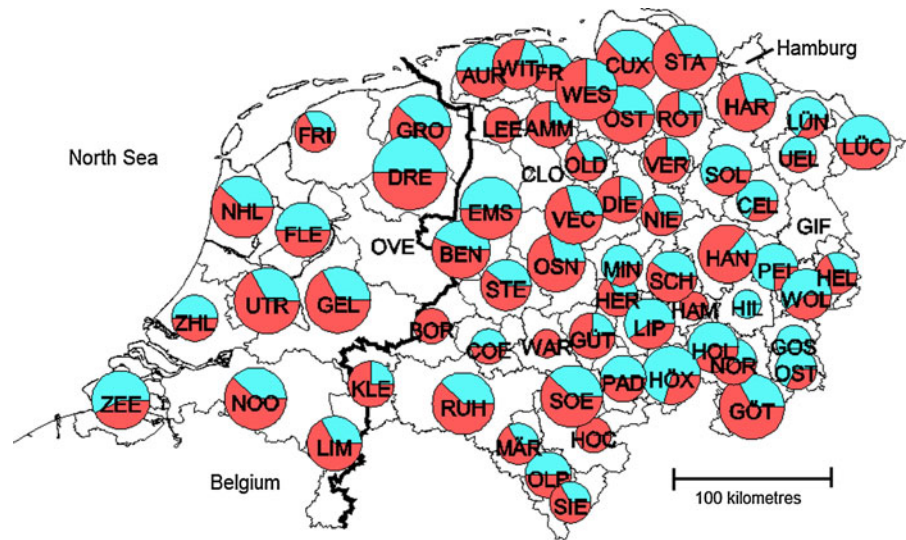 Hamburg
AUR WIT FR CUX STA
WES
HAR
FRI GRO LEE AMM OST ROT LÜN
North Sea
OLD VER UEL LÜC
DRE CLO SOL
NHL EMS VEC DIE NIE CEL
FLE OVE BEN GIF
OSN MIN HAN PEI HEL
UTR GEL STE HER SCH WOL
ZHL BOR HAM HIL
COE WAR GÜT LIP HOL GOS
NOR OST
ZEE NOO KLE RUH SOE PAD HÖX GÖT
LIM MÄR HOC
Belgium OLP
SIE
100 kilometres